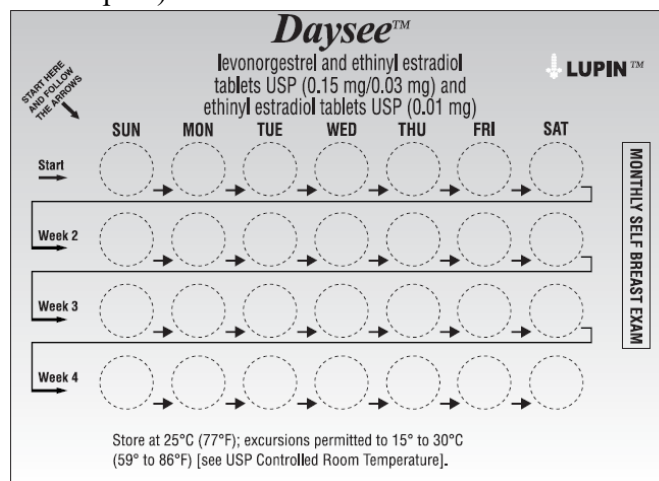 Daysee™
levonorgestrel and ethinyl estradiol
tablets USP (0.15 mg/0.03 mg) and
ethinyl estradiol tablets USP (0.01 mg)
LUPIN™
START HERE
AND FOLLOW
THE ARROWS
SUN MON TUE WED THU FRI SAT
Start
Week 2
Week 3
Week 4
MONTHLY SELF BREAST EXAM
Store at 25°C (77°F); excursions permitted to 15° to 30°C
(59° to 86°F) [see USP Controlled Room Temperature].